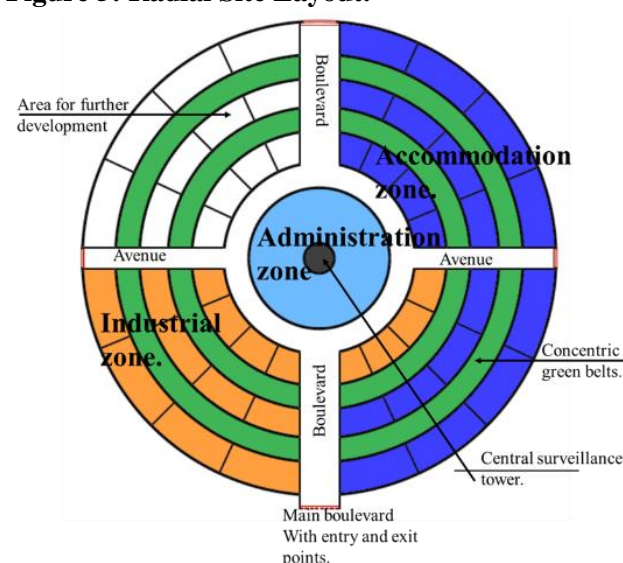 Figure 3: Radial Site Layout.
Boulevard
Area for further
development
Accommodation
zone.
Administration
zone
Avenue
Avenue
Industrial
zone.
Boulevard
Concentric
green belts.
Central surveillance
tower.
Main boulevard
With entry and exit
points.